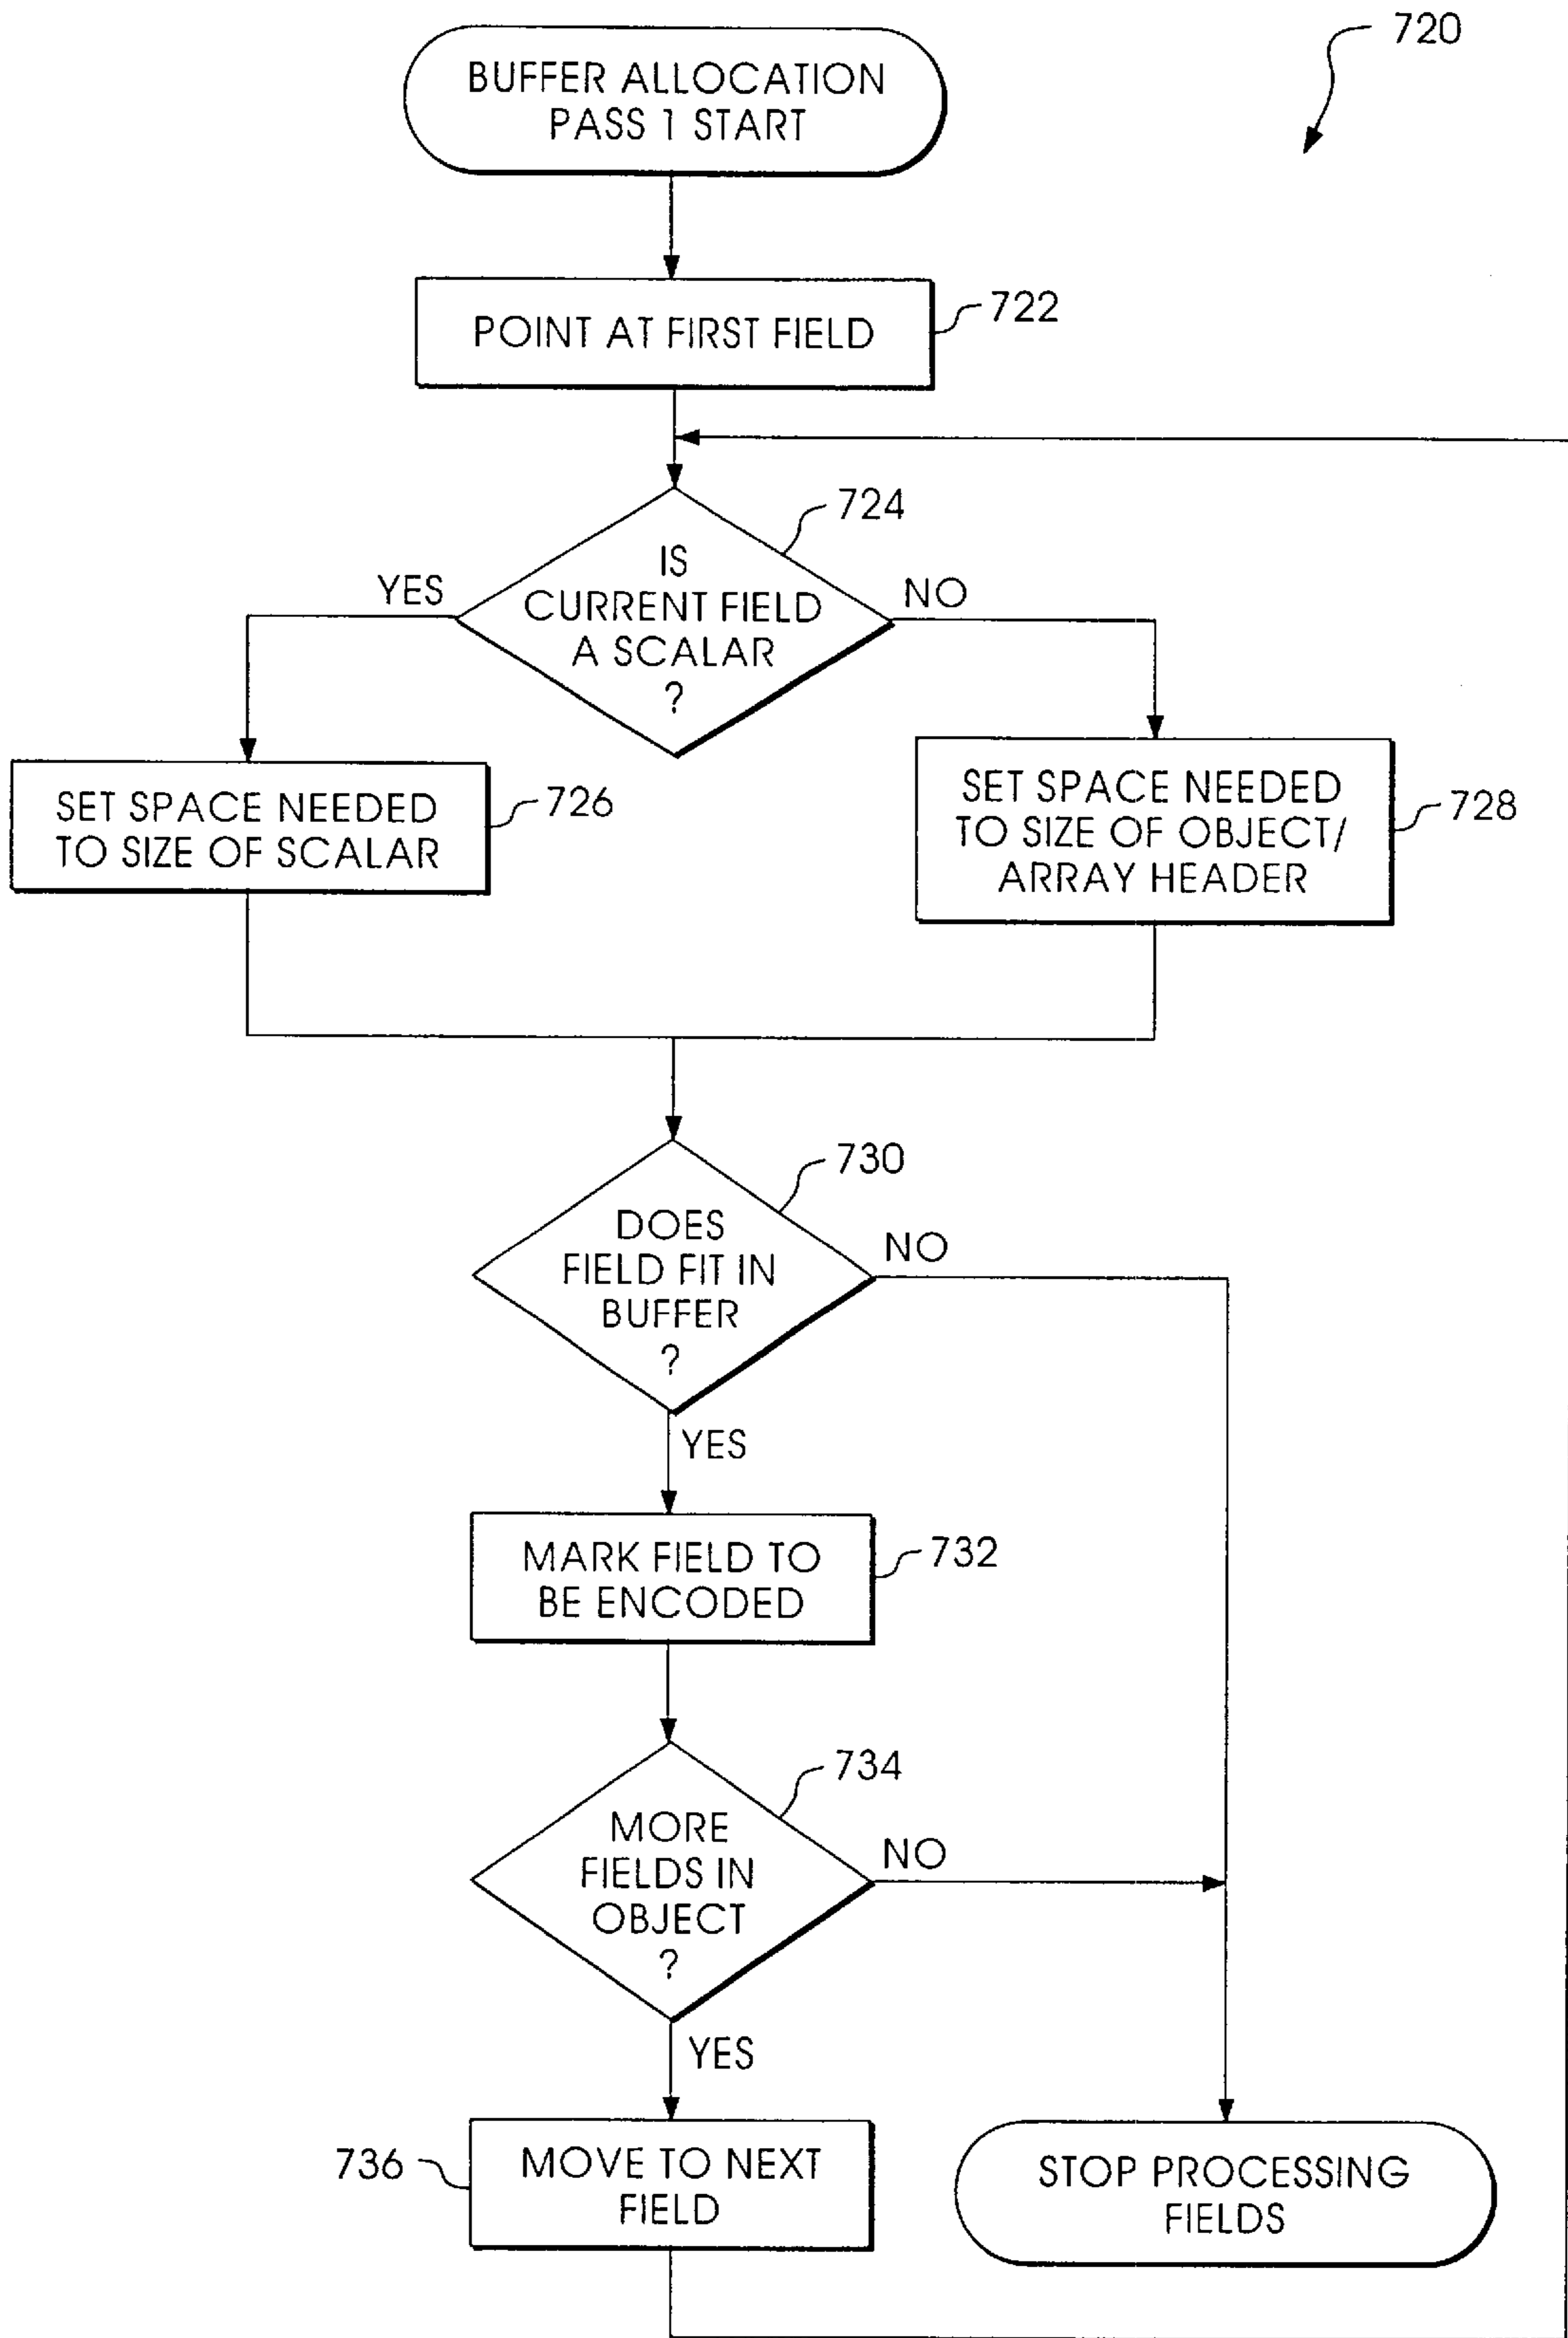 720
BUFFER ALLOCATION
PASS 1 START
POINT AT FIRST FIELD
722
724
IS
CURRENT FIELD
A SCALAR
?
YES
NO
SET SPACE NEEDED
TO SIZE OF SCALAR
726
SET SPACE NEEDED
TO SIZE OF OBJECT/
ARRAY HEADER
728
730
DOES
FIELD FIT IN
BUFFER
?
NO
YES
MARK FIELD TO
BE ENCODED
732
734
MORE
FIELDS IN
OBJECT
?
NO
YES
736
MOVE TO NEXT
FIELD
STOP PROCESSING
FIELDS